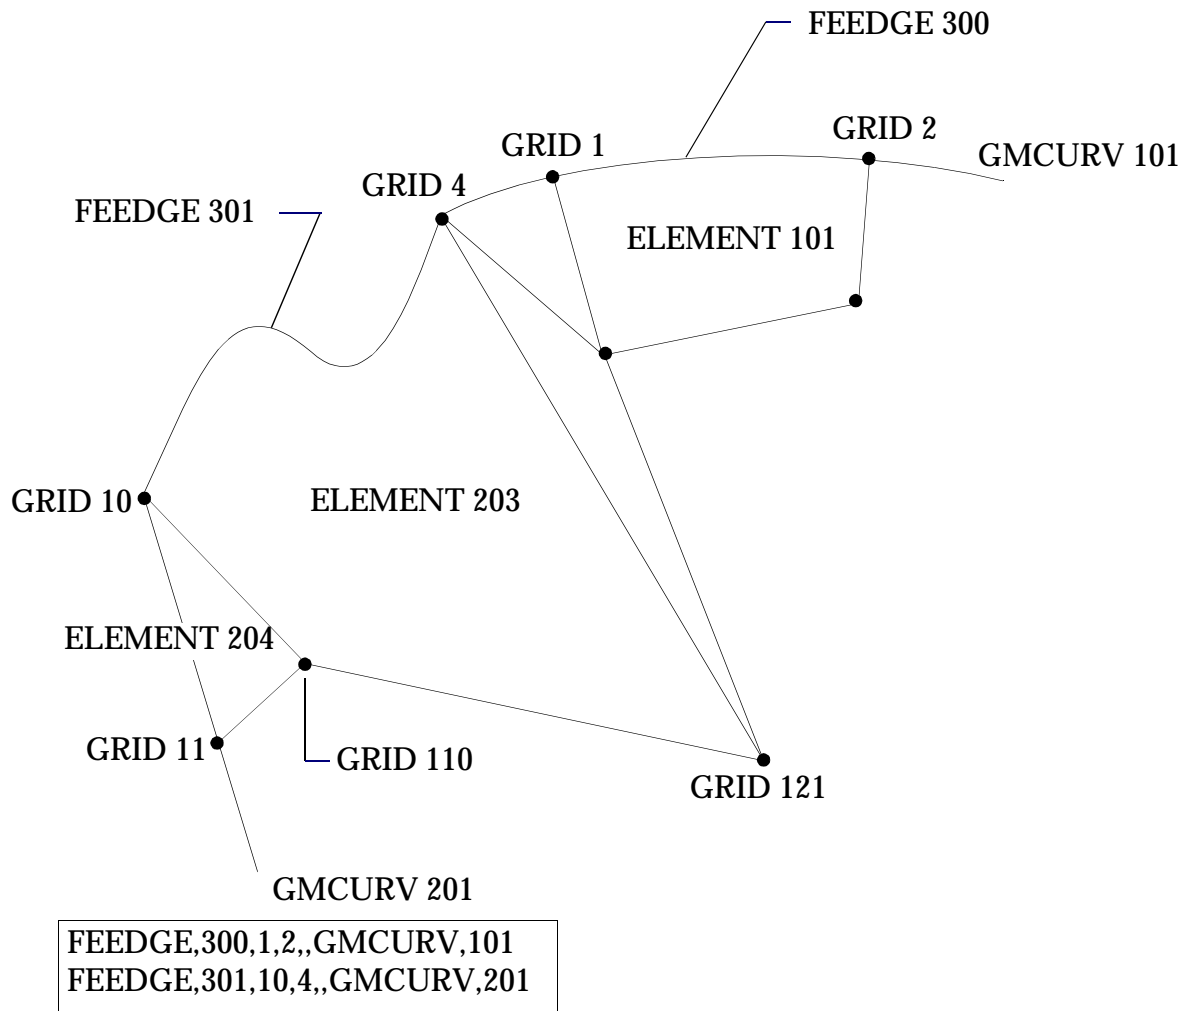 FEEDGE 300
GRID 2
GRID 1
GMCURV 101
GRID 4
FEEDGE 301
ELEMENT 101
GRID 10
ELEMENT 203
ELEMENT 204
GRID 11
GRID 110
GRID 121
GMCURV 201
FEEDGE,300,1,2,,GMCURV,101
FEEDGE,301,10,4,,GMCURV,201